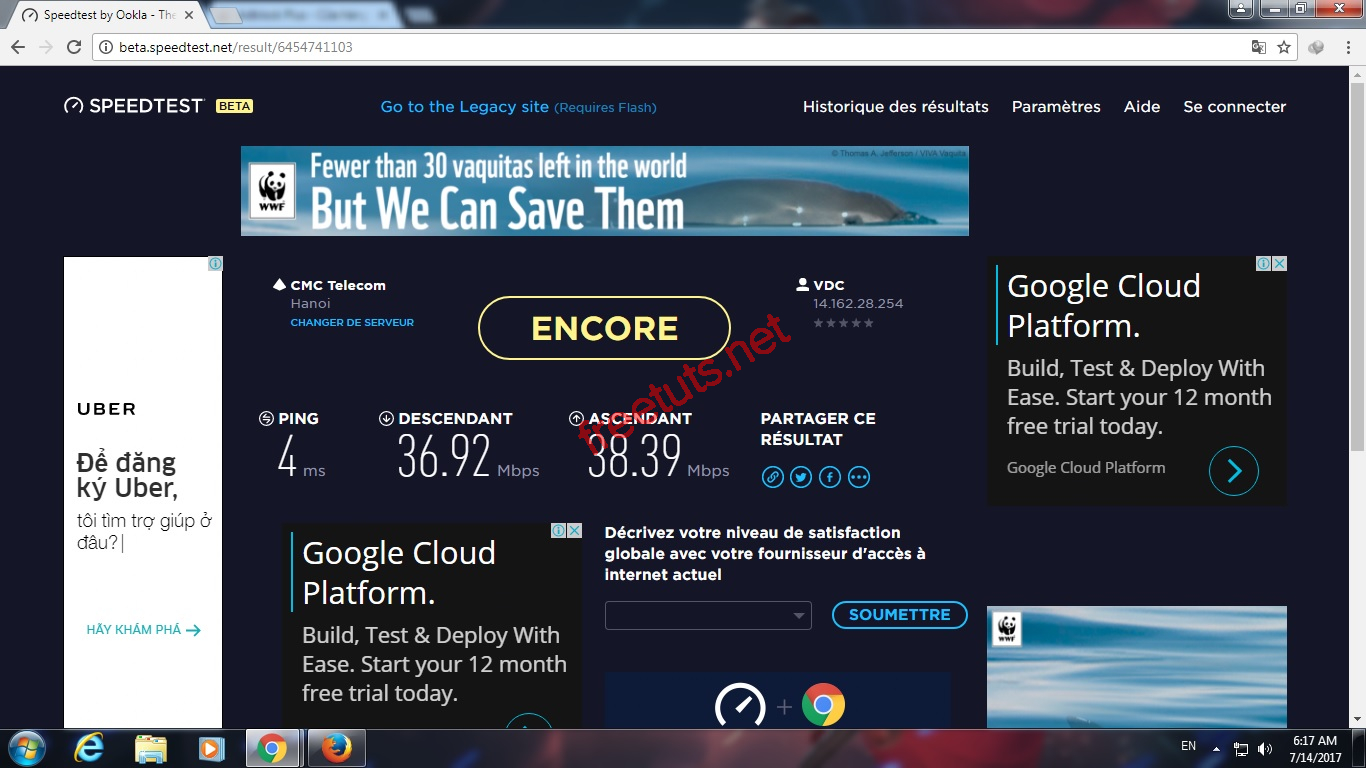 Speedtest by Ookla - The
beta.speedtest.net/result/6454741103
SPEEDTEST BETA
Go to the Legacy site (Requires Flash)
Historique des résultats
Paramètres
Aide
Se connecter
© Thomas A. Jefferson / VIVA Vaquita
WWF
Fewer than 30 vaquitas left in the world
But We Can Save Them
CMC Telecom
Hanoi
CHANGER DE SERVEUR
ENCORE
VDC
14.162.28.254
freetuts.net
PING
4 ms
DESCENDANT
36.92 Mbps
ASCENDANT
38.39 Mbps
PARTAGER CE
RÉSULTAT
UBER
Để đăng
ký Uber,
tôi tìm trợ giúp ở
đâu?|
HÃY KHÁM PHÁ
Google Cloud
Platform.
Build, Test & Deploy With
Ease. Start your 12 month
free trial today.
Google Cloud Platform
Google Cloud
Platform.
Build, Test & Deploy With
Ease. Start your 12 month
free trial today.
Décrivez votre niveau de satisfaction
globale avec votre fournisseur d'accès à
internet actuel
SOUMETTRE
WWF
EN
6:17 AM
7/14/2017